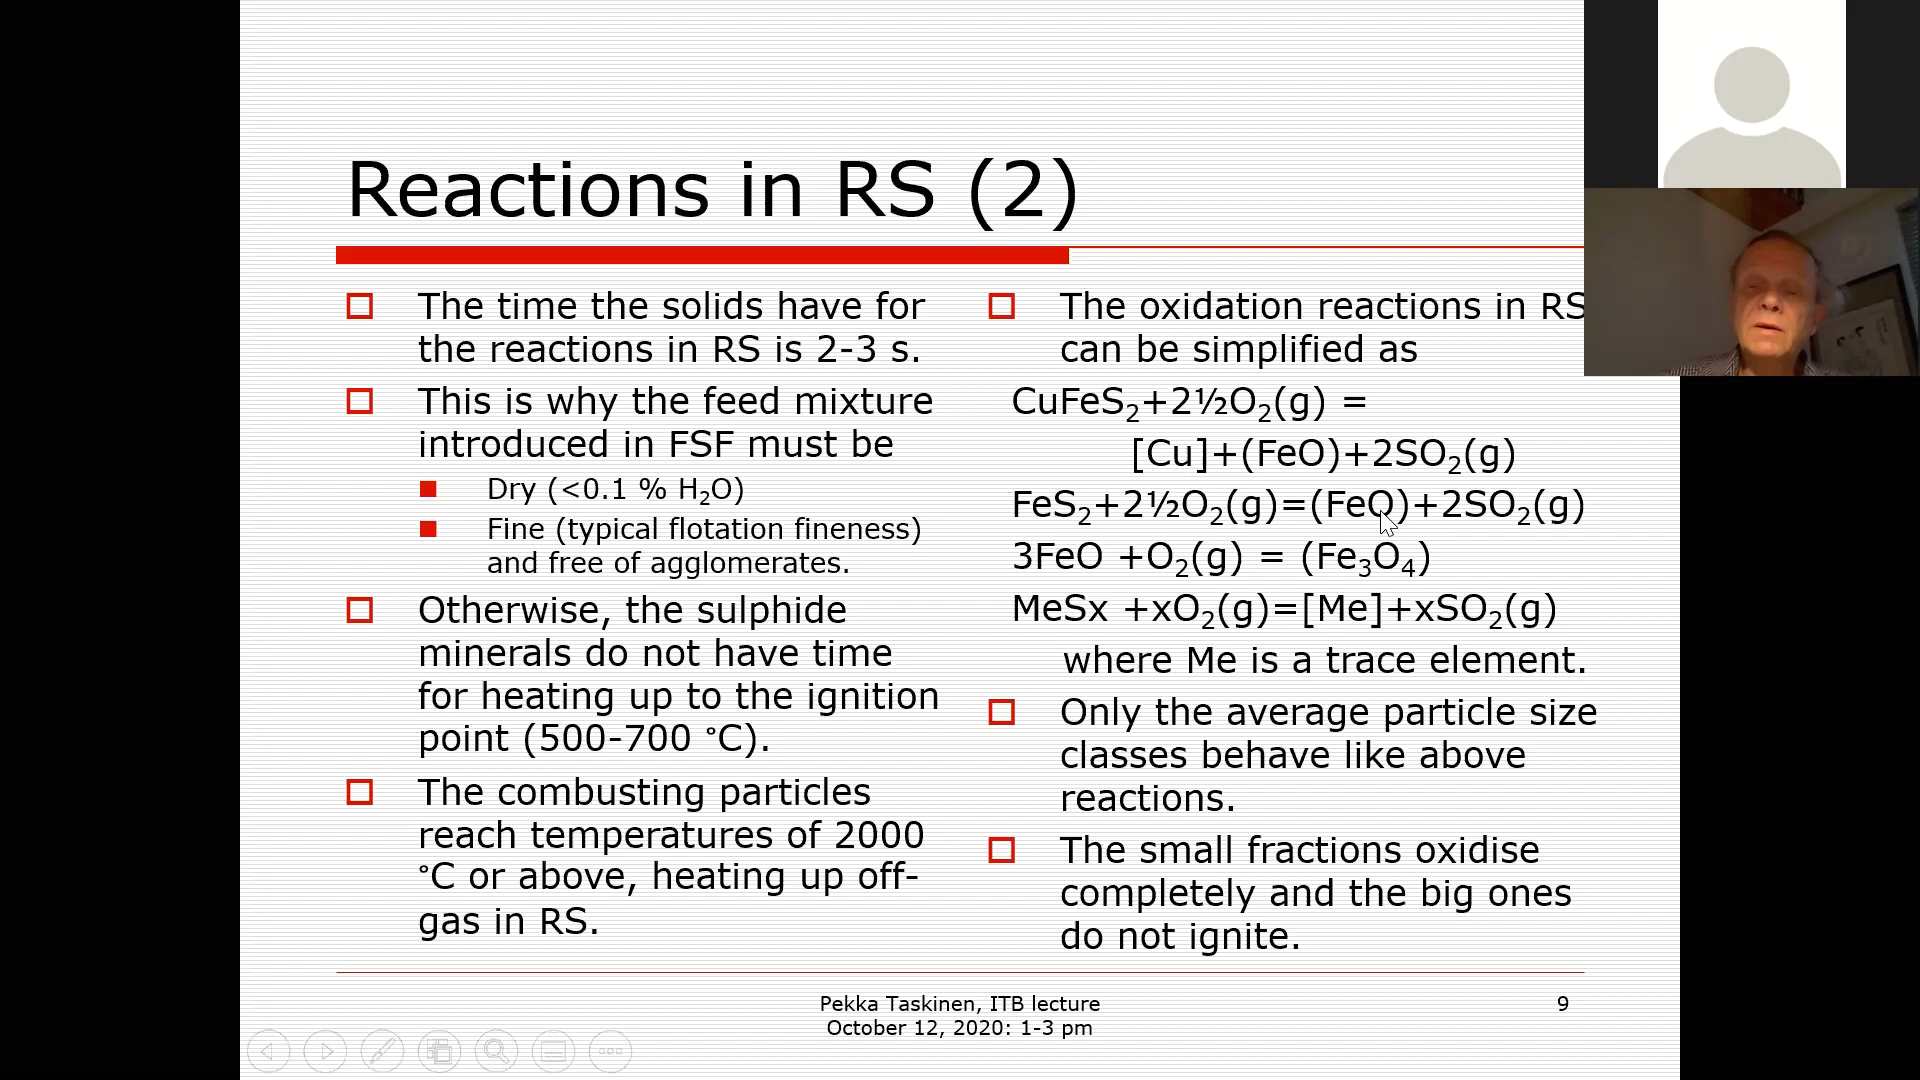 Reactions in RS (2)
The time the solids have for
the reactions in RS is 2-3 s.
This is why the feed mixture
introduced in FSF must be
Dry (<0.1 % H₂O)
Fine (typical flotation fineness)
and free of agglomerates.
Otherwise, the sulphide
minerals do not have time
for heating up to the ignition
point (500-700 °C).
The combusting particles
reach temperatures of 2000
°C or above, heating up off-
gas in RS.
The oxidation reactions in RS
can be simplified as
CuFeS₂+2½O₂(g) =
[Cu]+(FeO)+2SO₂(g)
FeS₂+2½O₂(g)=(FeO)+2SO₂(g)
3FeO +O₂(g) = (Fe₃O₄)
MeSx +xO₂(g)=[Me]+xSO₂(g)
where Me is a trace element.
Only the average particle size
classes behave like above
reactions.
The small fractions oxidise
completely and the big ones
do not ignite.
Pekka Taskinen, ITB lecture
October 12, 2020: 1-3 pm
9